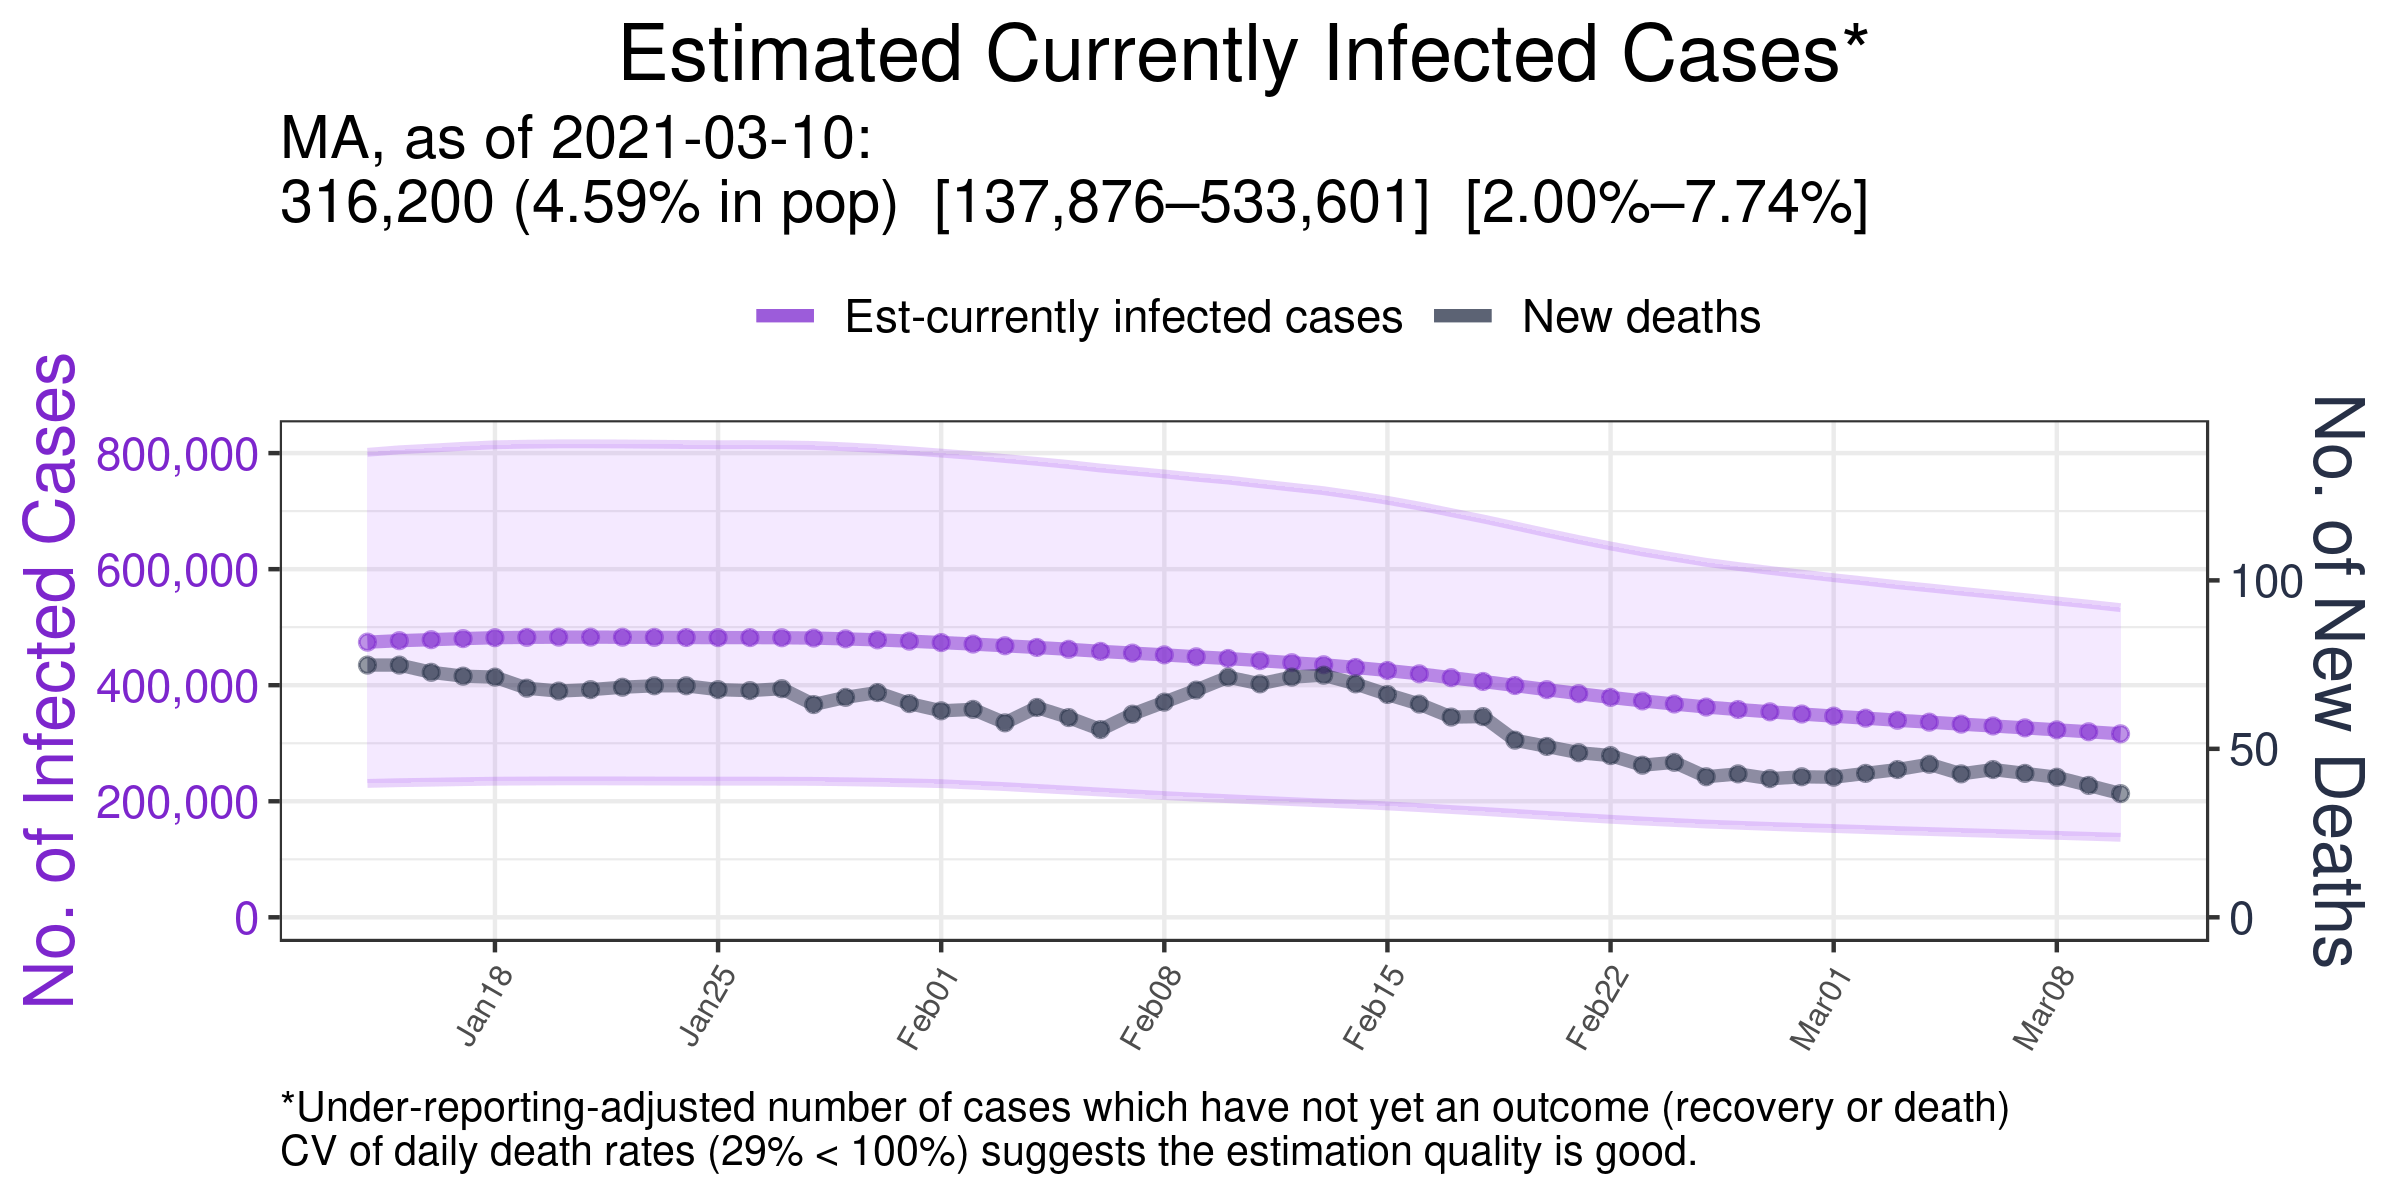 Estimated Currently Infected Cases*
MA, as of 2021-03-10:
316,200 (4.59% in pop) [137,876–533,601] [2.00%–7.74%]
Est-currently infected cases
New deaths
No. of Infected Cases
800,000
600,000
400,000
200,000
0
No. of New Deaths
100
50
0
Jan18
Jan25
Feb01
Feb08
Feb15
Feb22
Mar01
Mar08
*Under-reporting-adjusted number of cases which have not yet an outcome (recovery or death)
CV of daily death rates (29% < 100%) suggests the estimation quality is good.